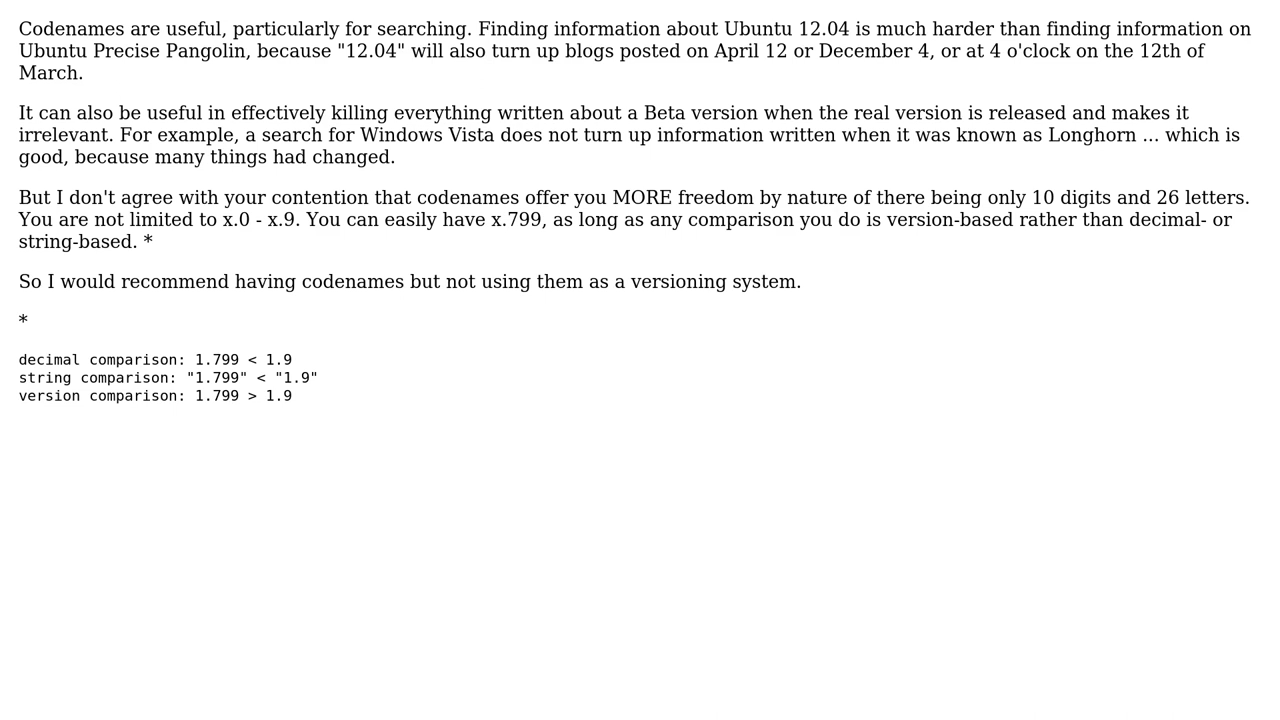 Codenames are useful, particularly for searching. Finding information about Ubuntu 12.04 is much harder than finding information on
Ubuntu Precise Pangolin, because "12.04" will also turn up blogs posted on April 12 or December 4, or at 4 o'clock on the 12th of
March.
It can also be useful in effectively killing everything written about a Beta version when the real version is released and makes it
irrelevant. For example, a search for Windows Vista does not turn up information written when it was known as Longhorn ... which is
good, because many things had changed.
But I don't agree with your contention that codenames offer you MORE freedom by nature of there being only 10 digits and 26 letters.
You are not limited to x.0 - x.9. You can easily have x.799, as long as any comparison you do is version-based rather than decimal- or
string-based. *
So I would recommend having codenames but not using them as a versioning system.
*
decimal comparison: 1.799 < 1.9
string comparison: "1.799" < "1.9"
version comparison: 1.799 > 1.9